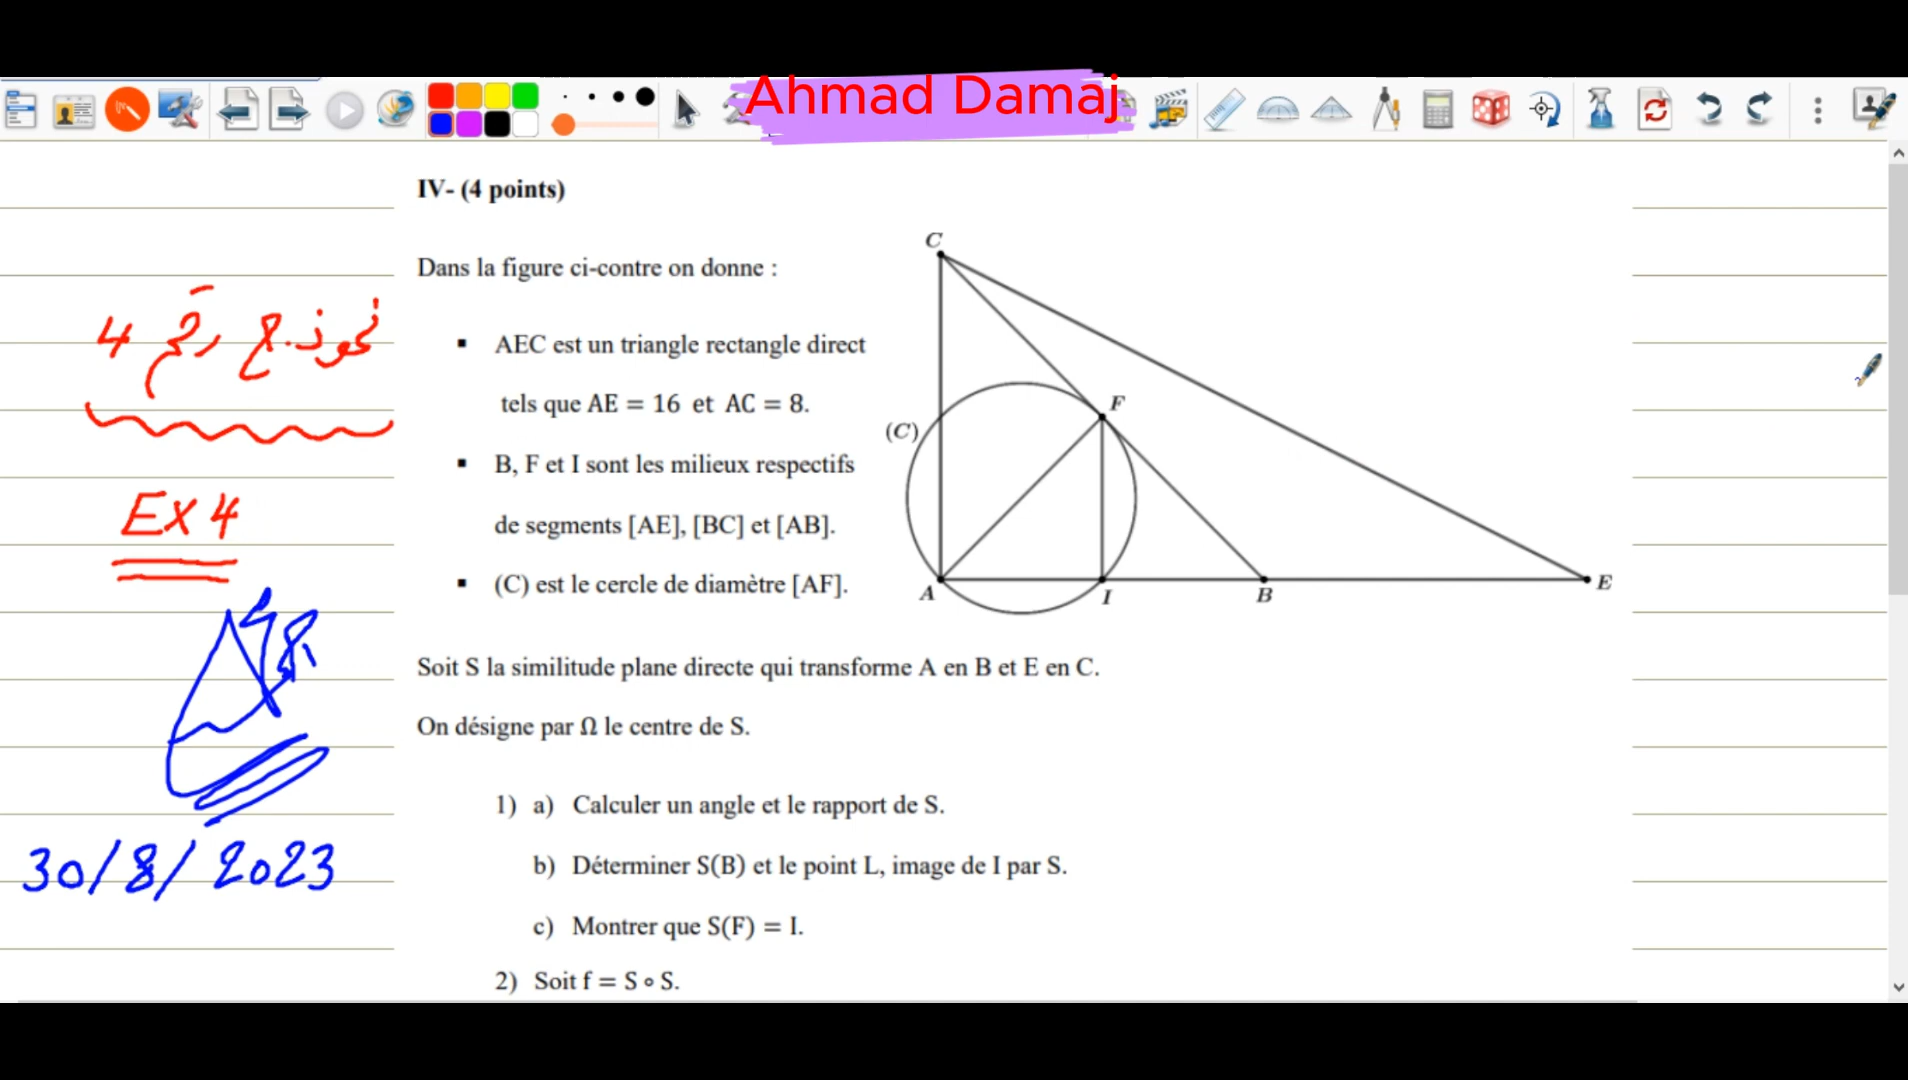 Ahmad Damaj
IV- (4 points)
Dans la figure ci-contre on donne :
▪ AEC est un triangle rectangle direct
tels que AE = 16 et AC = 8.
▪ B, F et I sont les milieux respectifs
de segments [AE], [BC] et [AB].
▪ (C) est le cercle de diamètre [AF].
C
F
(C)
A
I
B
E
نموذج رقم 4
Ex 4
30/8/2023
Soit S la similitude plane directe qui transforme A en B et E en C.
On désigne par Ω le centre de S.
1) a) Calculer un angle et le rapport de S.
b) Déterminer S(B) et le point L, image de I par S.
c) Montrer que S(F) = I.
2) Soit f = S ∘ S.